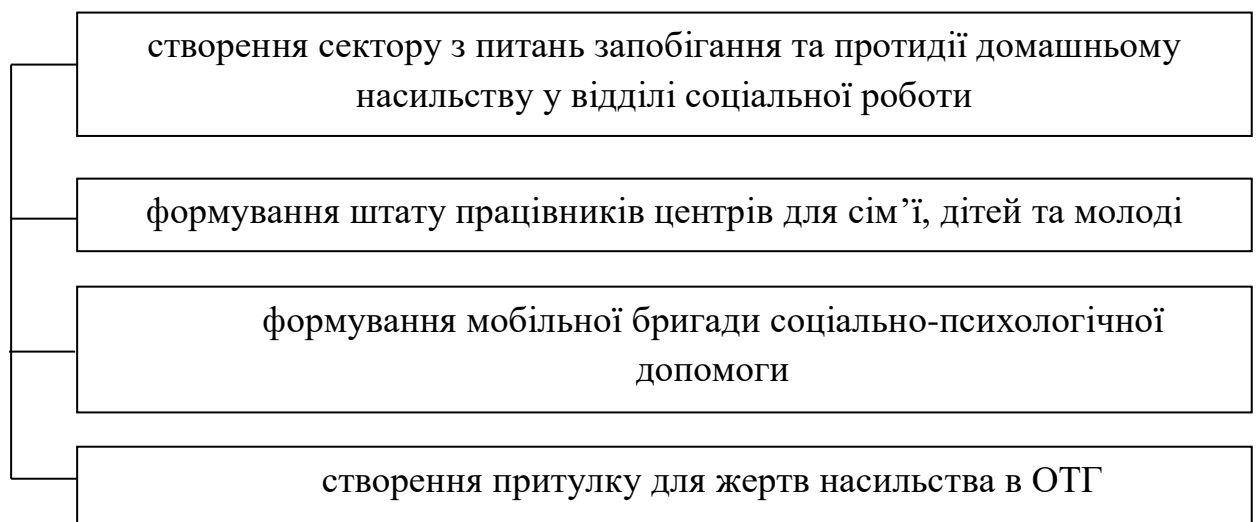 створення сектору з питань запобігання та протидії домашньому
насильству у відділі соціальної роботи
формування штату працівників центрів для сім’ї, дітей та молоді
формування мобільної бригади соціально-психологічної
допомоги
створення притулку для жертв насильства в ОТГ